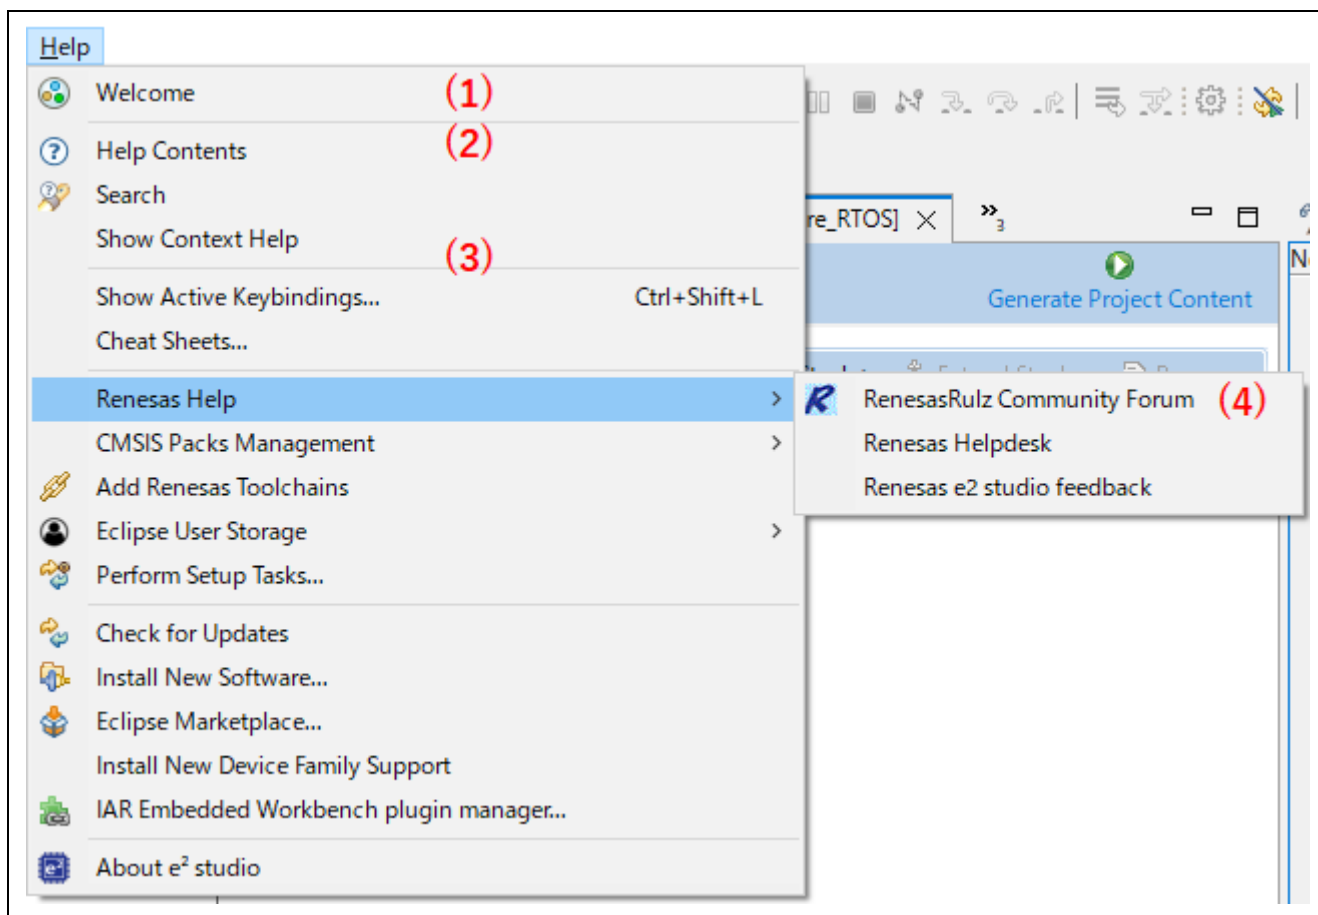 Help
Welcome (1)
Help Contents (2)
Search
re_RTOS] 3
Show Context Help
(3)
Show Active Keybindings... Ctrl+Shift+L
Generate Project Content
Cheat Sheets...
Renesas Help
RenesasRulz Community Forum (4)
CMSIS Packs Management
Renesas Helpdesk
Add Renesas Toolchains
Renesas e2 studio feedback
Eclipse User Storage
Perform Setup Tasks...
Check for Updates
Install New Software...
Eclipse Marketplace...
Install New Device Family Support
IAR Embedded Workbench plugin manager...
About e² studio